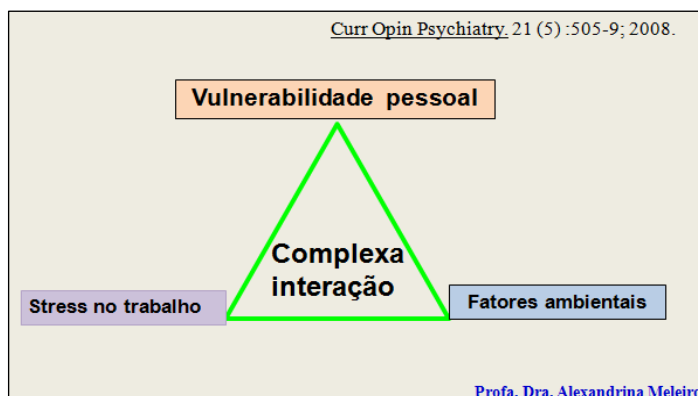 Curr Opin Psychiatry. 21 (5) :505-9; 2008.
Vulnerabilidade pessoal
Complexa
interação
Stress no trabalho
Fatores ambientais
Profa. Dra. Alexandrina Meleiro